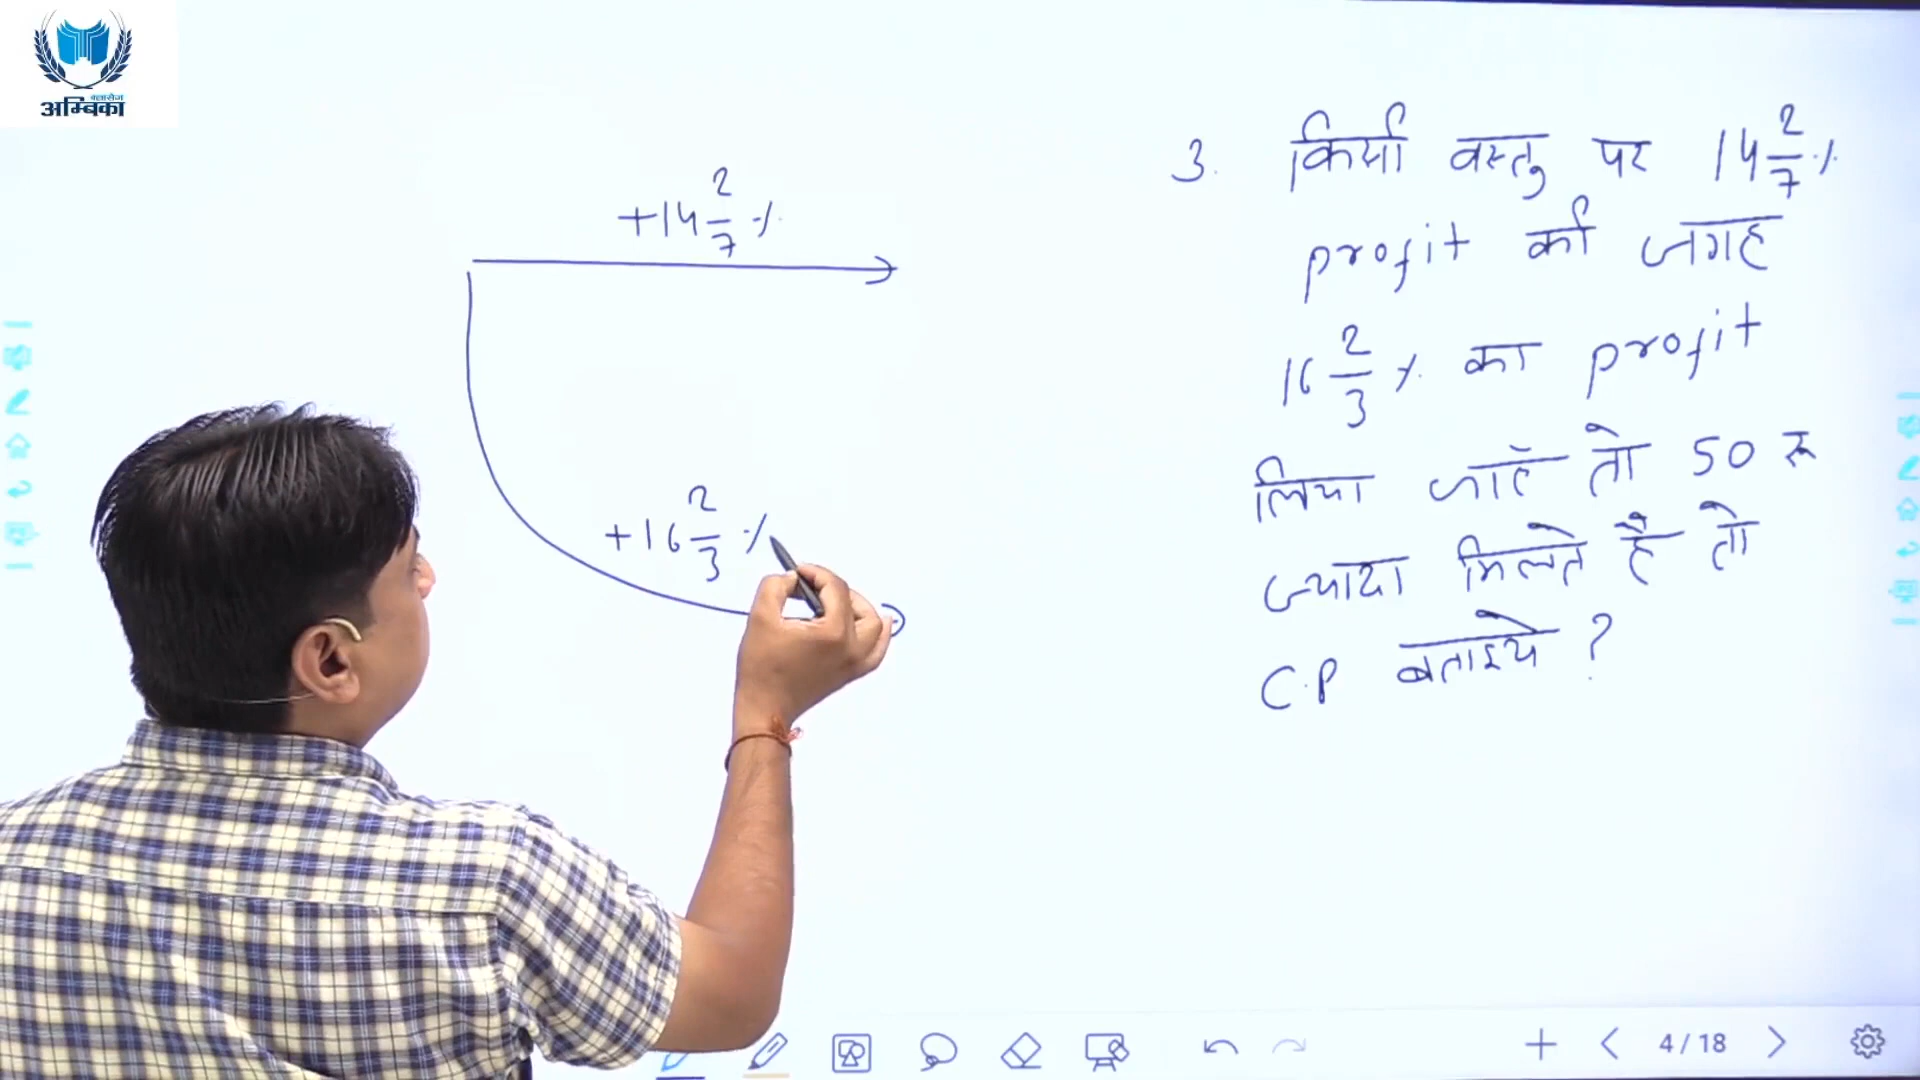 क्लासेज
अम्बिका
+14 2/7 %
+16 2/3 %
3. किसी वस्तु पर 14 2/7 %
profit की जगह
16 2/3 % का profit
लिया जाएँ तो 50 रू
ज्यादा मिलते है तो
C.P बताइये ?
4 / 18